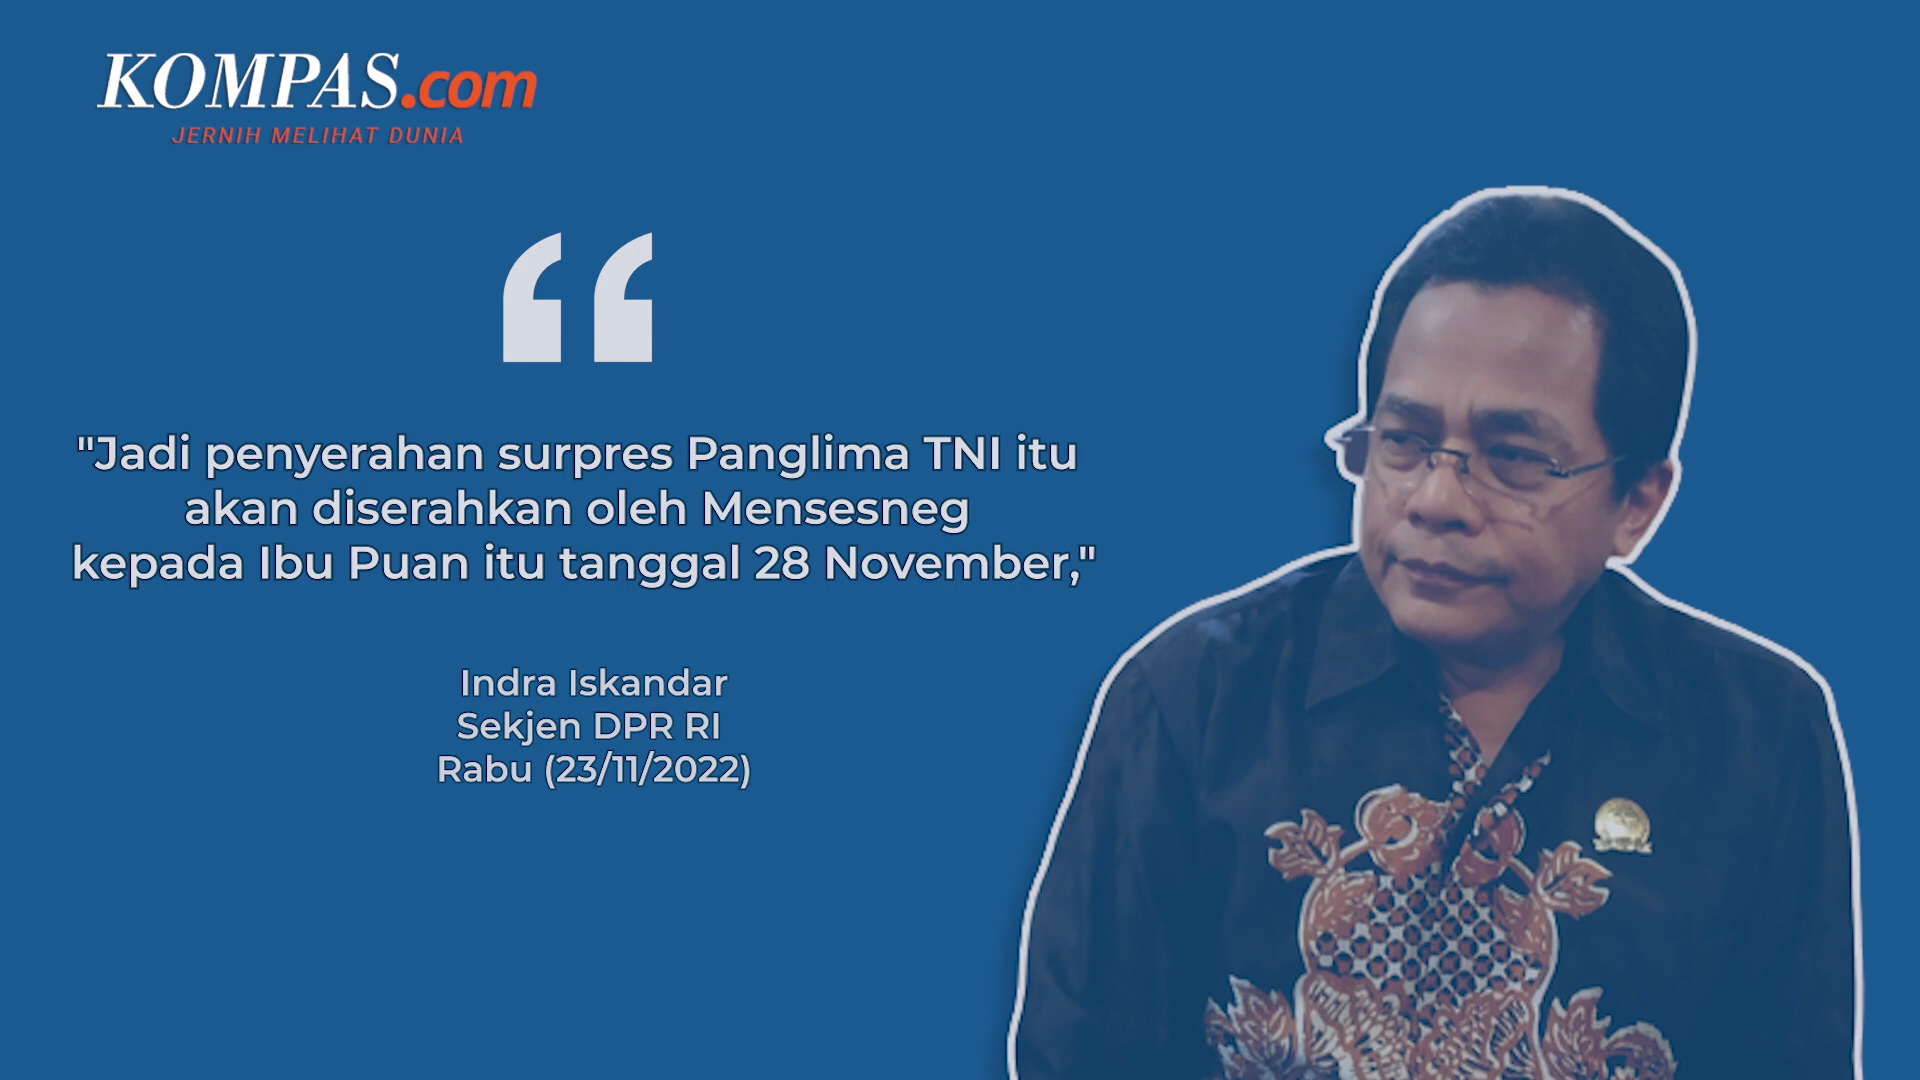 KOMPAS.com
JERNIH MELIHAT DUNIA
"Jadi penyerahan surpres Panglima TNI itu
akan diserahkan oleh Mensesneg
kepada Ibu Puan itu tanggal 28 November,"
Indra Iskandar
Sekjen DPR RI
Rabu (23/11/2022)